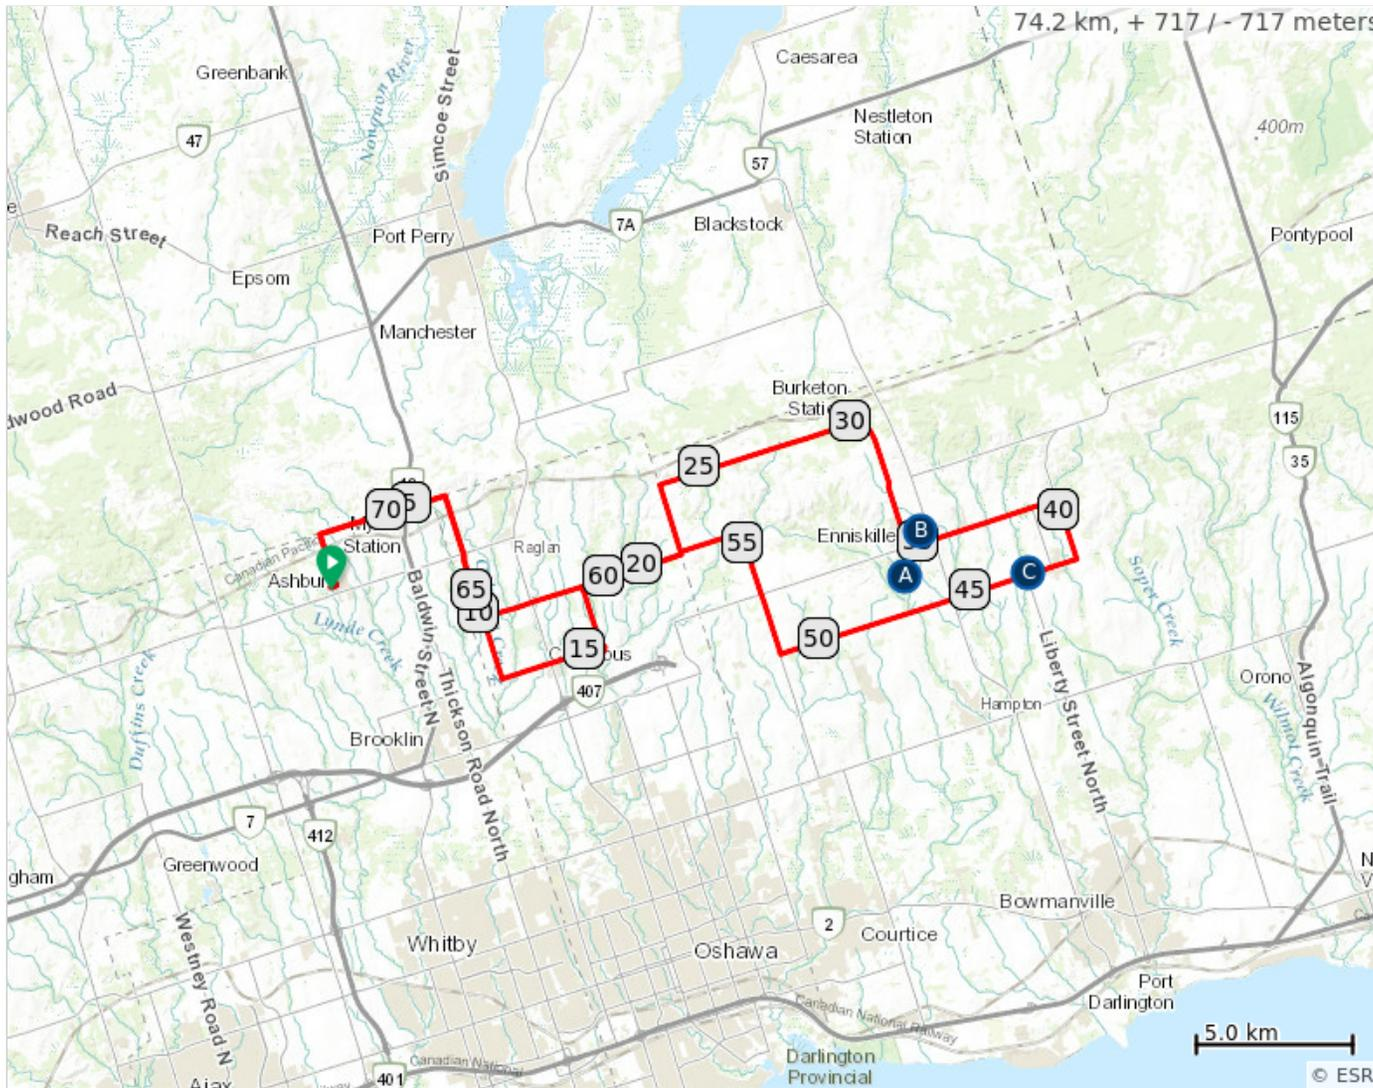 74.2 km, + 717 / - 717 meters
Greenbank
Nonquon River
Simcoe Street
Caesarea
47
Nestleton
Station
400m
57
Reach Street
Port Perry
7A
Blackstock
Pontypool
Epsom
Manchester
Burketon
30
115
25
35
70
40
Station
Raglan
Enniskille
B
55
Canadian Pacific
Ashbu
20
60
A
C
65
10
45
Soper Creek
Lynde Creek
Baldwin Street N
15
50
Liberty Street North
Duffins Creek
Thickson Road North
407
Hampton
Orono
Algonquin Trail
Wilmot Creek
Brooklin
7
412
Greenwood
Bowmanville
Westney Road N
Whitby
Oshawa
2
Courtice
Port
Darlington
Canadian National Railway
5.0 km
Canadian National
Darlington
Provincial
401
Ajax
© ESR